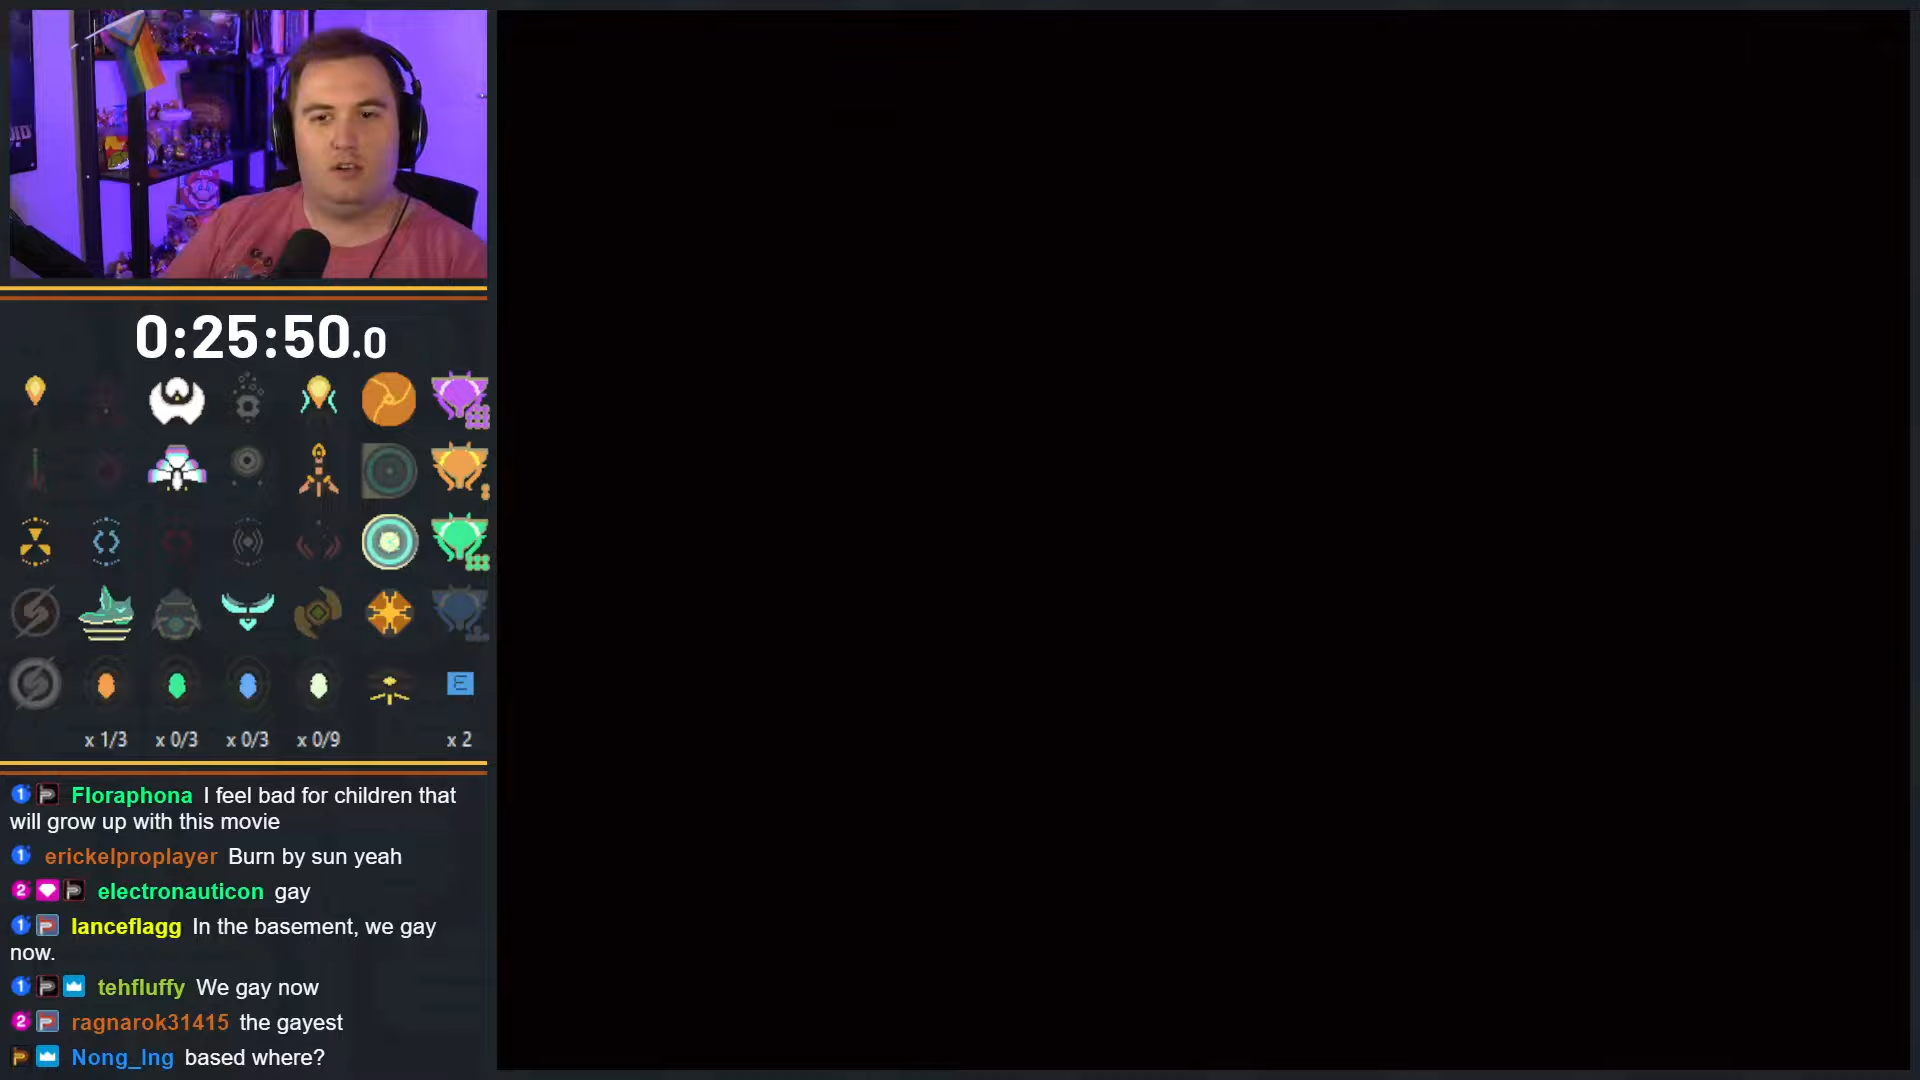 0:25:50.0
x 1/3 x 0/3 x 0/3 x 0/9 x 2
Floraphona I feel bad for children that
will grow up with this movie
erickelproplayer Burn by sun yeah
electronauticon gay
lanceflagg In the basement, we gay
now.
tehfluffy We gay now
ragnarok31415 the gayest
Nong_Ing based where?